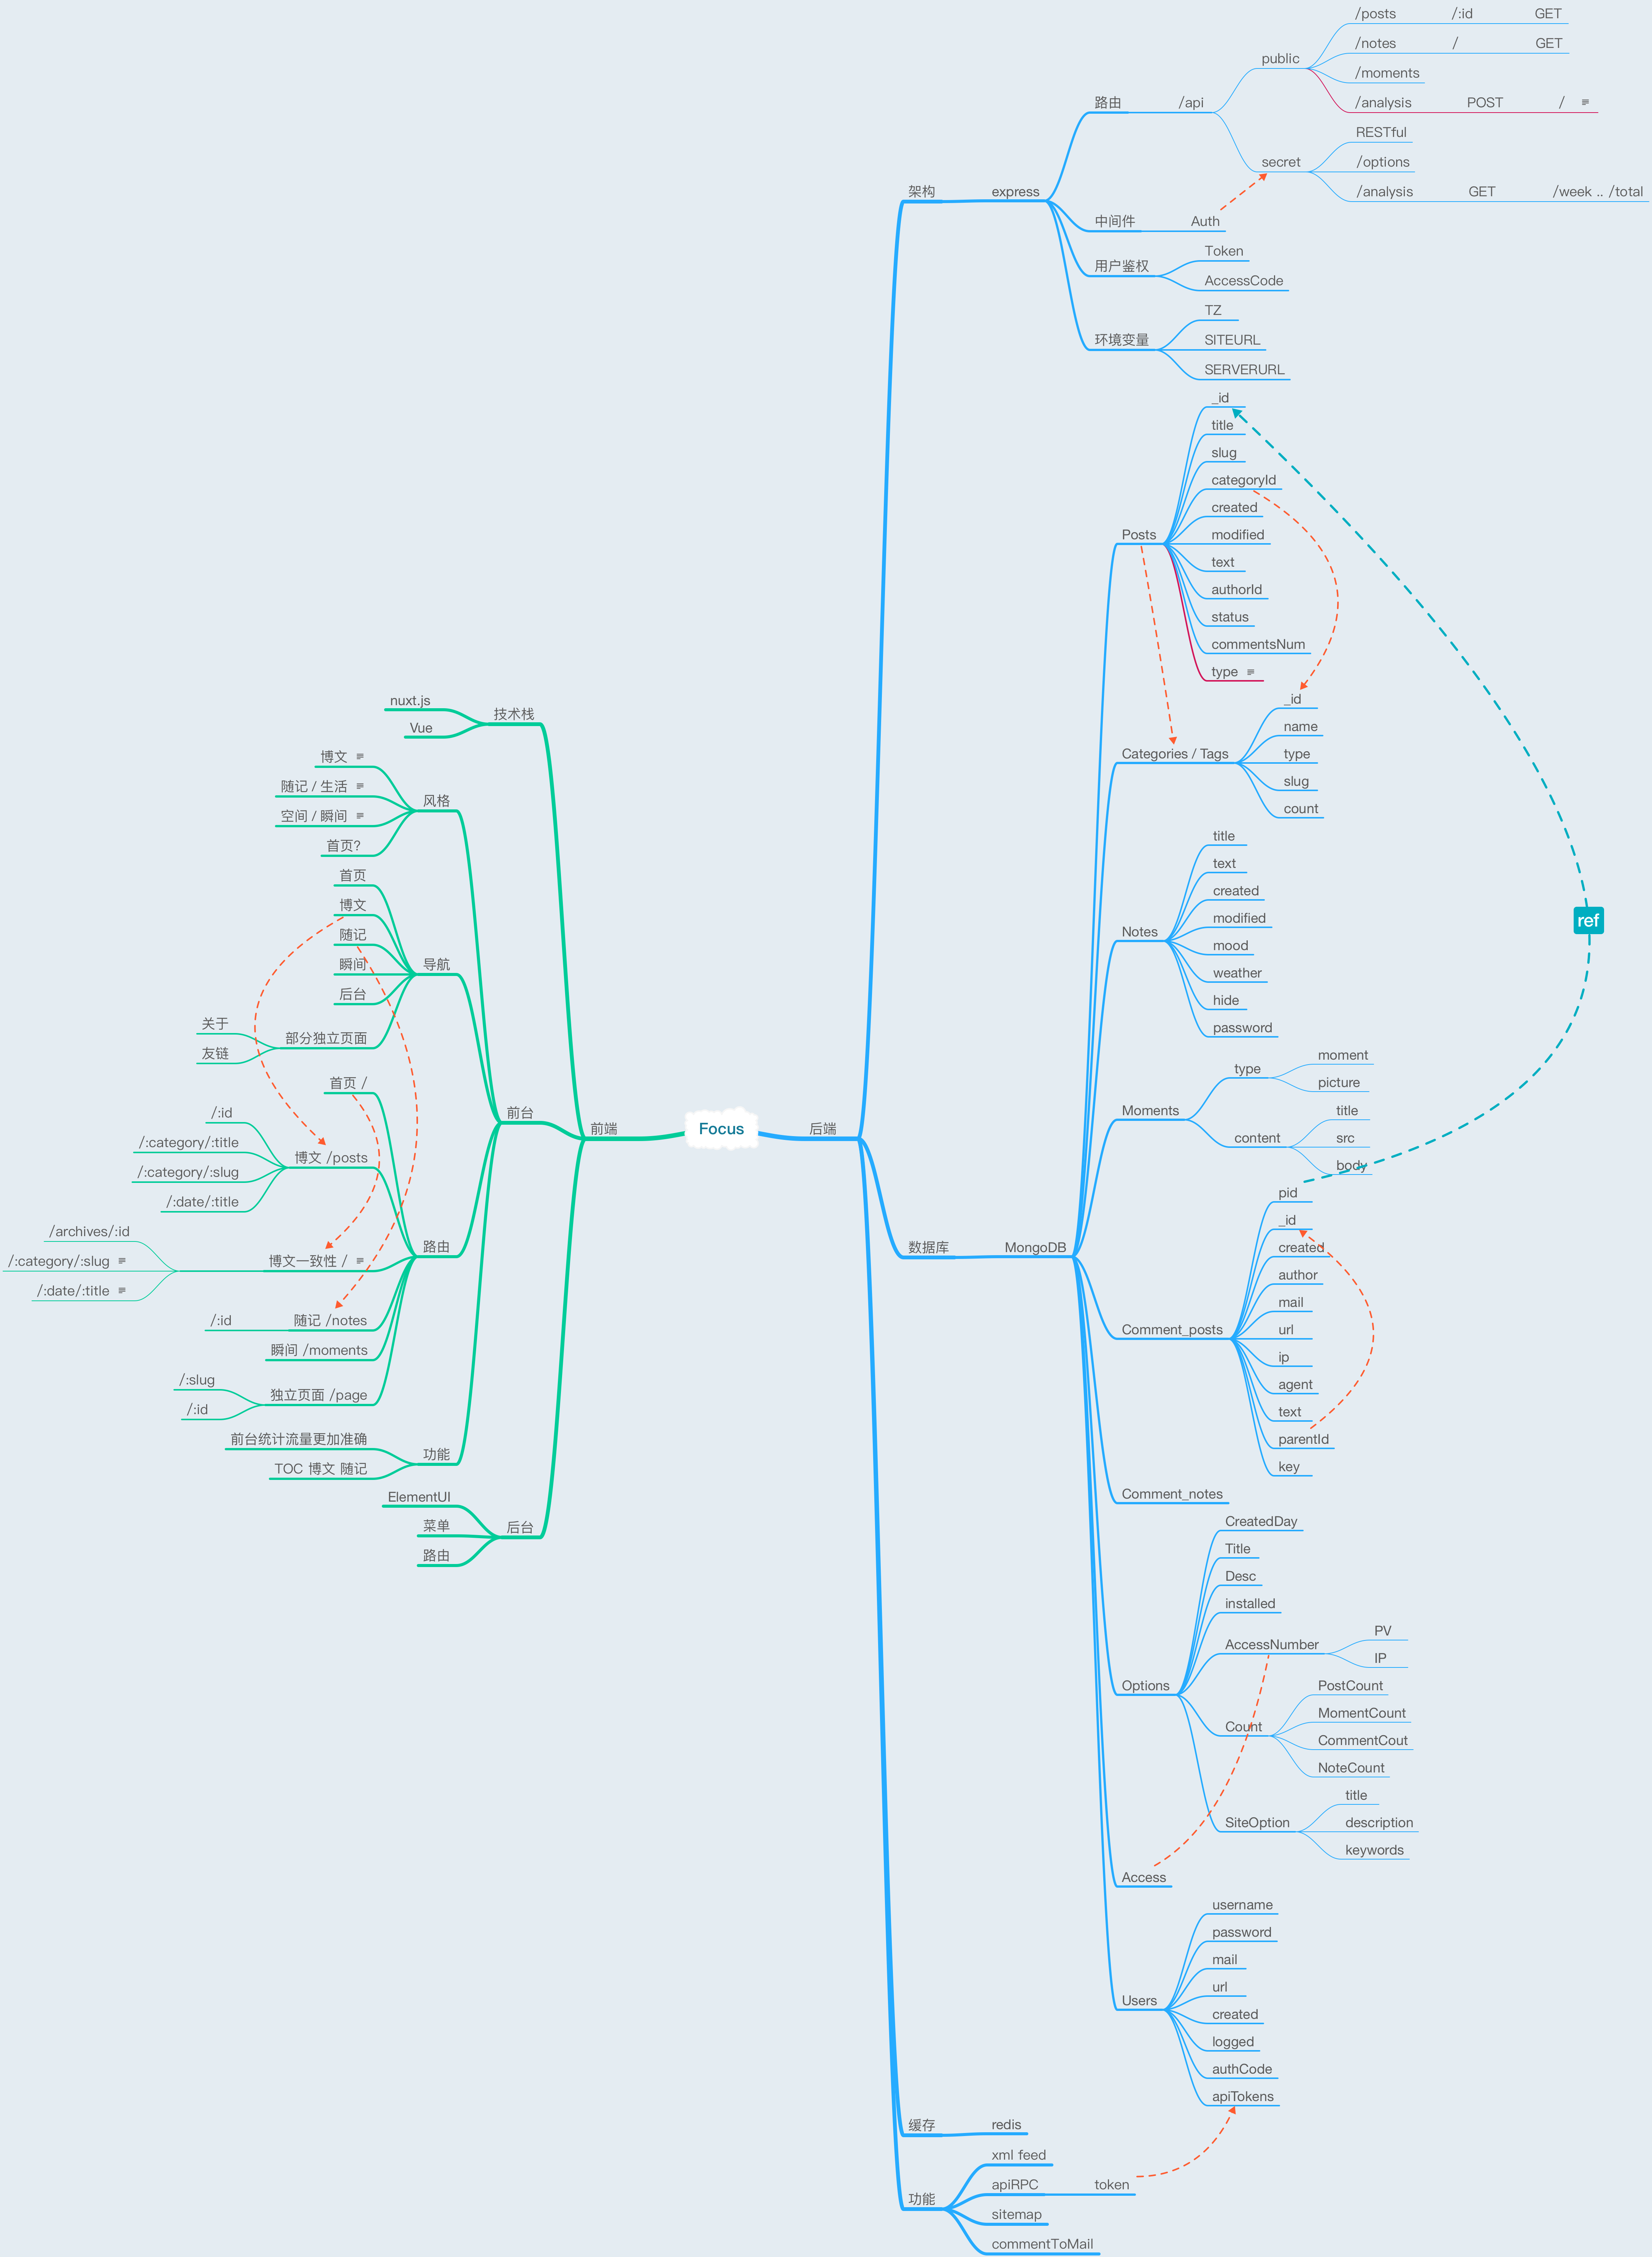 Focus
前端
技术栈
nuxt.js
Vue
前台
风格
博文
随记 / 生活
空间 / 瞬间
首页?
导航
首页
博文
随记
瞬间
后台
部分独立页面
关于
友链
路由
首页 /
博文 /posts
/:id
/:category/:title
/:category/:slug
/:date/:title
博文一致性 /
/archives/:id
/:category/:slug
/:date/:title
随记 /notes
/:id
瞬间 /moments
独立页面 /page
/:slug
/:id
功能
前台统计流量更加准确
TOC 博文 随记
后台
ElementUI
菜单
路由
后端
架构
express
路由
/api
public
/posts
/:id
GET
/notes
/
GET
/moments
/analysis
POST
/
secret
RESTful
/options
/analysis
GET
/week .. /total
中间件
Auth
用户鉴权
Token
AccessCode
环境变量
TZ
SITEURL
SERVERURL
数据库
MongoDB
Posts
_id
title
slug
categoryId
created
modified
text
authorId
status
commentsNum
type
Categories / Tags
_id
name
type
slug
count
Notes
title
text
created
modified
mood
weather
hide
password
ref
Moments
type
moment
picture
content
title
src
body
Comment_posts
pid
_id
created
author
mail
url
ip
agent
text
parentId
key
Comment_notes
Options
CreatedDay
Title
Desc
installed
AccessNumber
PV
IP
Count
PostCount
MomentCount
CommentCout
NoteCount
SiteOption
title
description
keywords
Access
Users
username
password
mail
url
created
logged
authCode
apiTokens
缓存
redis
功能
xml feed
apiRPC
token
sitemap
commentToMail